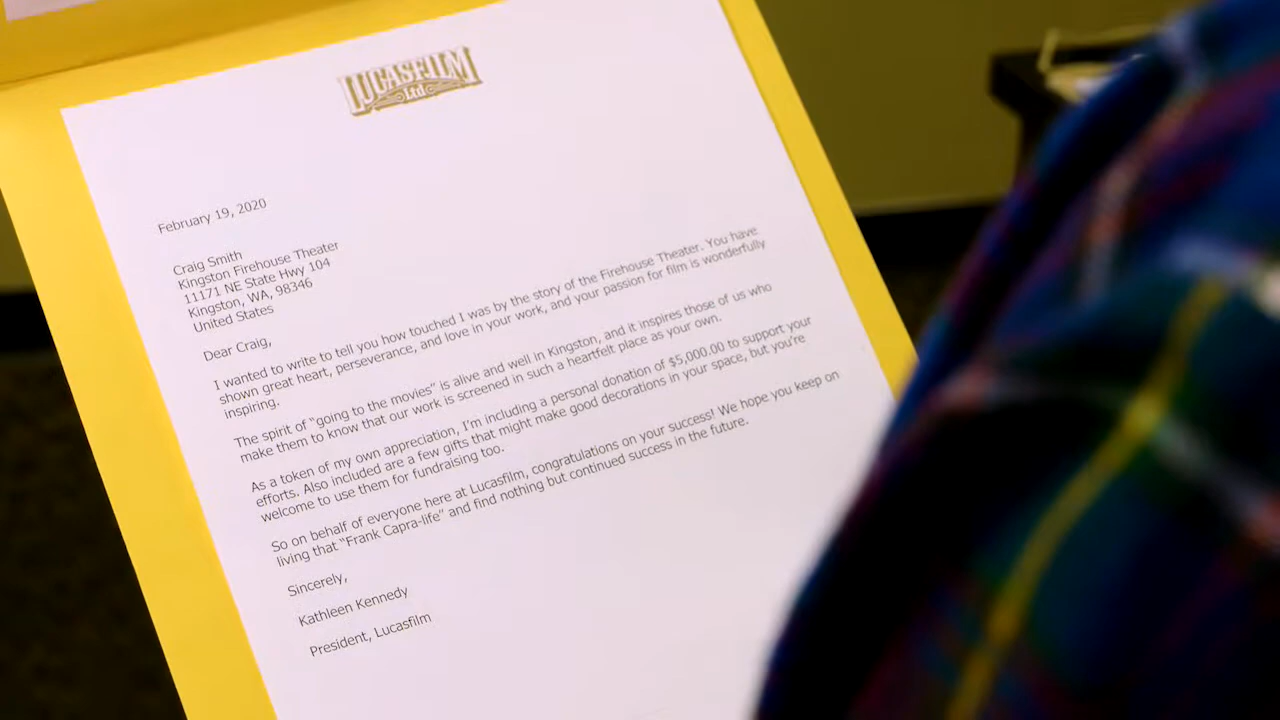 LUCASFILM
Ltd
February 19, 2020
Craig Smith
Kingston Firehouse Theater
11171 NE State Hwy 104
Kingston, WA, 98346
United States
Dear Craig,
I wanted to write to tell you how touched I was by the story of the Firehouse Theater. You have
shown great heart, perseverance, and love in your work, and your passion for film is wonderfully
inspiring.
The spirit of “going to the movies” is alive and well in Kingston, and it inspires those of us who
make them to know that our work is screened in such a heartfelt place as your own.
As a token of my own appreciation, I'm including a personal donation of $5,000.00 to support your
efforts. Also included are a few gifts that might make good decorations in your space, but you're
welcome to use them for fundraising too.
So on behalf of everyone here at Lucasfilm, congratulations on your success! We hope you keep on
living that “Frank Capra-life” and find nothing but continued success in the future.
Sincerely,
Kathleen Kennedy
President, Lucasfilm